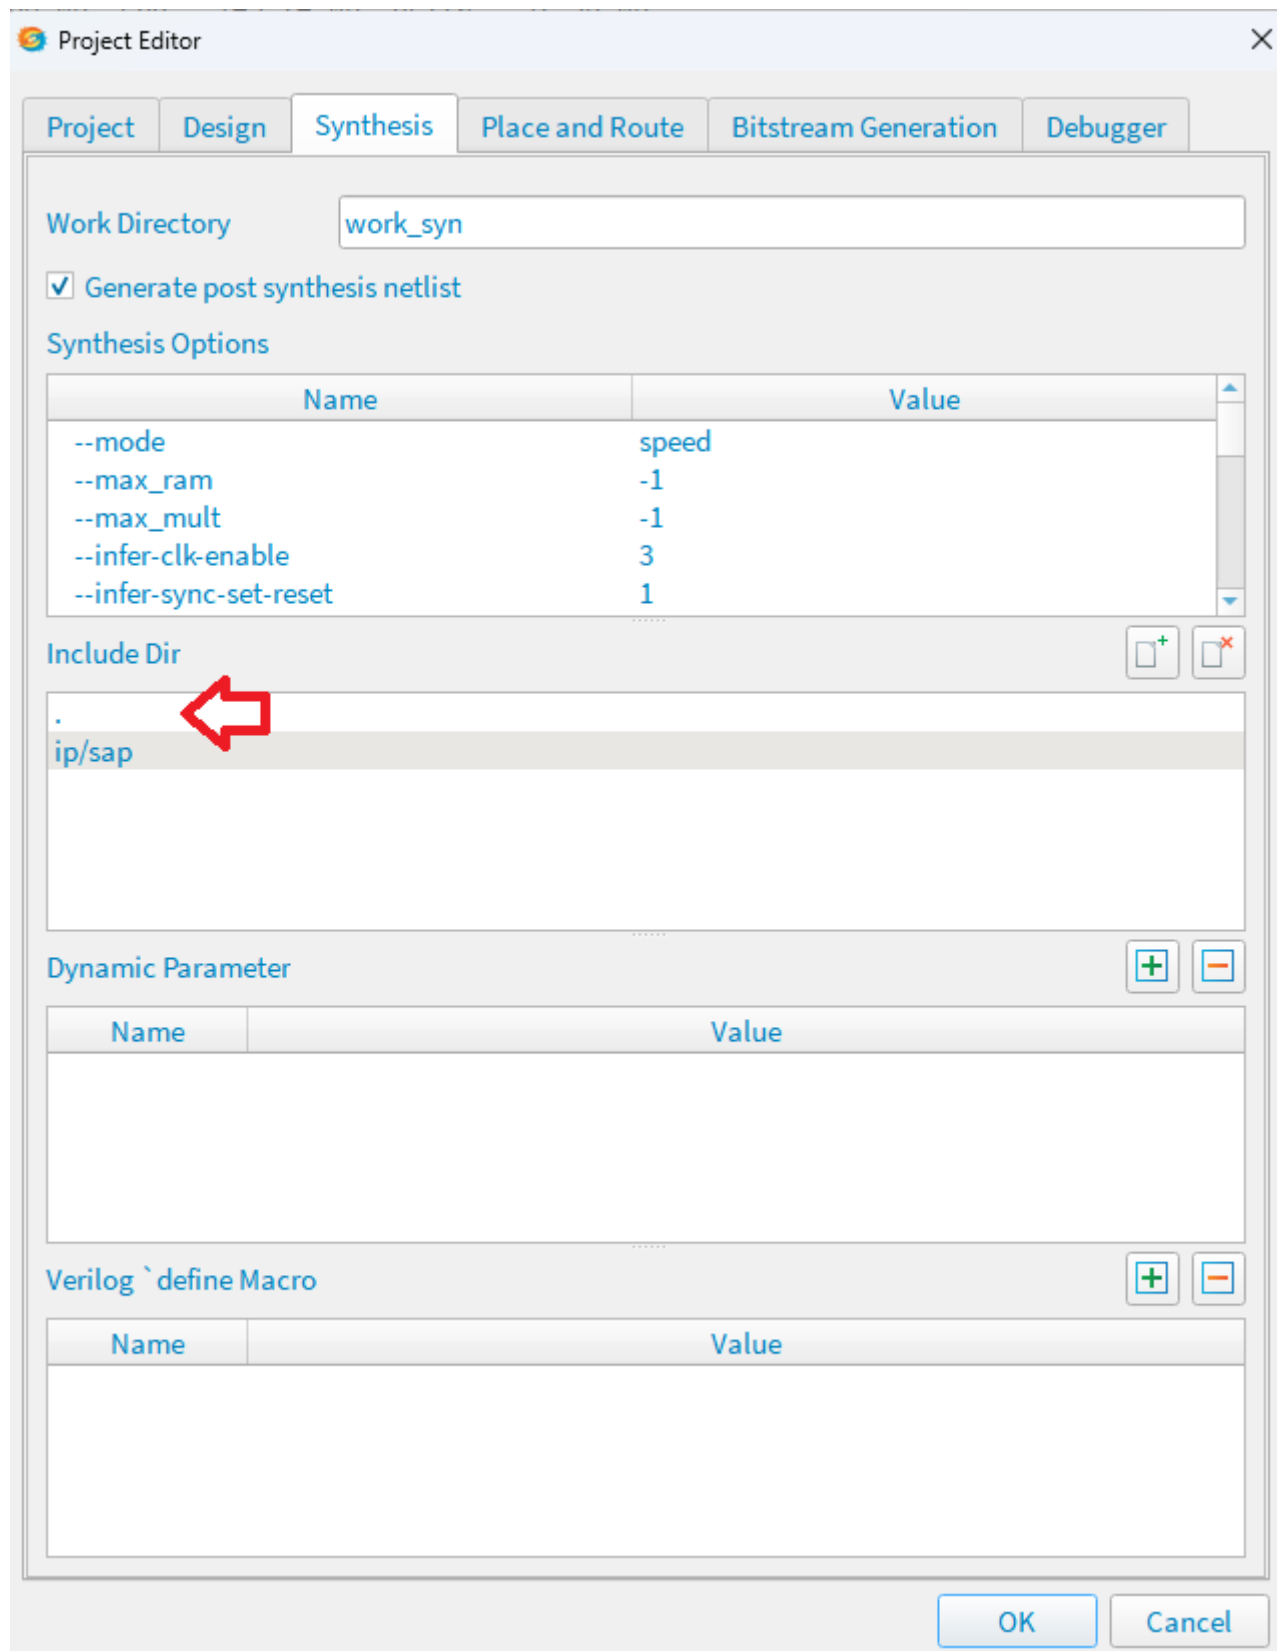 Project Editor
Project Design Synthesis Place and Route Bitstream Generation Debugger
Work Directory work_syn
Generate post synthesis netlist
Synthesis Options
Name Value
--mode speed
--max_ram -1
--max_mult -1
--infer-clk-enable 3
--infer-sync-set-reset 1
Include Dir
.
ip/sap
Dynamic Parameter
Name Value
Verilog `define Macro
Name Value
OK Cancel